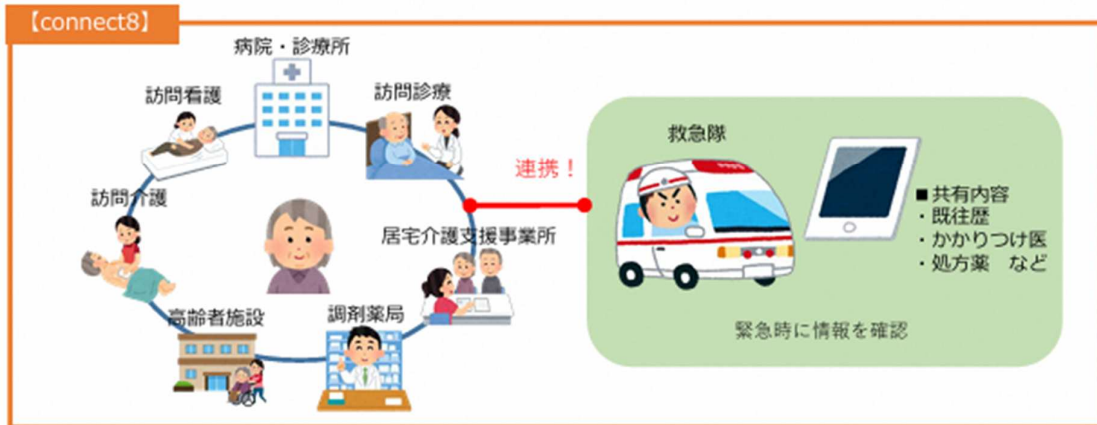 【connect8】
病院・診療所
訪問看護
訪問診療
訪問介護
居宅介護支援事業所
高齢者施設
調剤薬局
連携！
救急隊
■共有内容
・既往歴
・かかりつけ医
・処方薬　など
緊急時に情報を確認